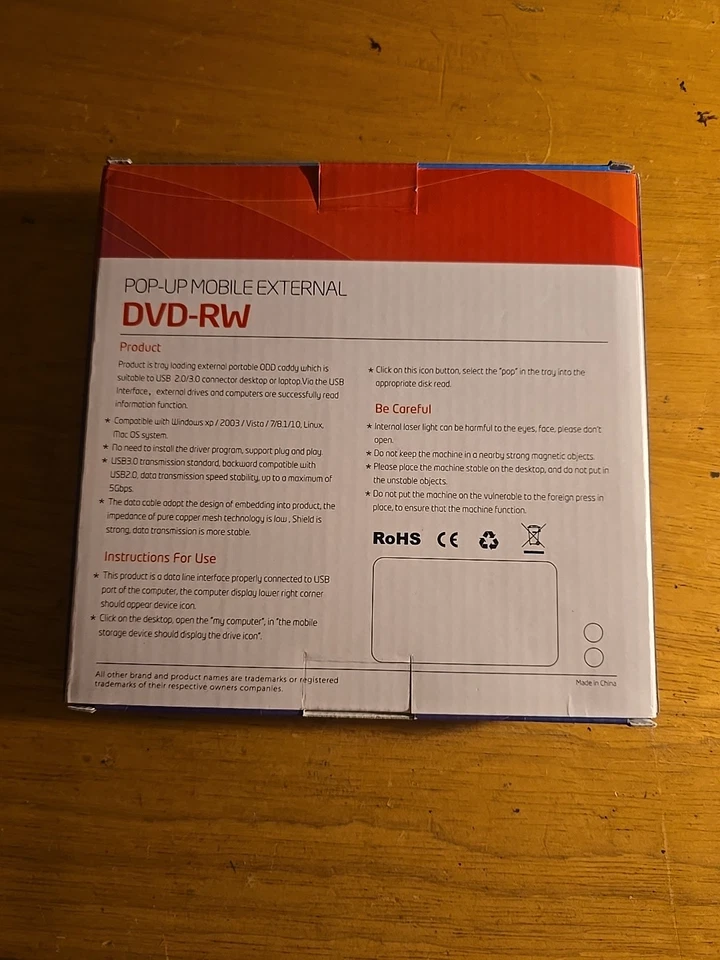 POP-UP MOBILE EXTERNAL
DVD-RW
Product
Product is tray loading external portable ODD caddy which is
suitable to USB 2.0/3.0 connector desktop or laptop.Via the USB
Interface, external drives and computers are successfully read
information function.
* Compatible with Windows xp / 2003 / Vista / 7/8.1/10, Linux,
Mac OS system.
* No need to install the driver program, support plug and play.
* USB3.0 transmission standard, backward compatible with
USB2.0, data transmission speed stability, up to a maximum of
5Gbps.
* The data cable adopt the design of embedding into product, the
impedance of pure copper mesh technology is low , Shield is
strong, data transmission is more stable.
Instructions For Use
* This product is a data line interface properly connected to USB
port of the computer, the computer display lower right corner
should appear device icon.
* Click on the desktop, open the "my computer", in "the mobile
storage device should display the drive icon".
* Click on this icon button, select the "pop" in the tray into the
appropriate disk read.
Be Careful
* Internal laser light can be harmful to the eyes, face, please don't
open.
* Do not keep the machine in a nearby strong magnetic objects.
* Please place the machine stable on the desktop, and do not put in
the unstable objects.
* Do not put the machine on the vulnerable to the foreign press in
place, to ensure that the machine function.
RoHS CE
All other brand and product names are trademarks or registered
trademarks of their respective owners companies.
Made in China